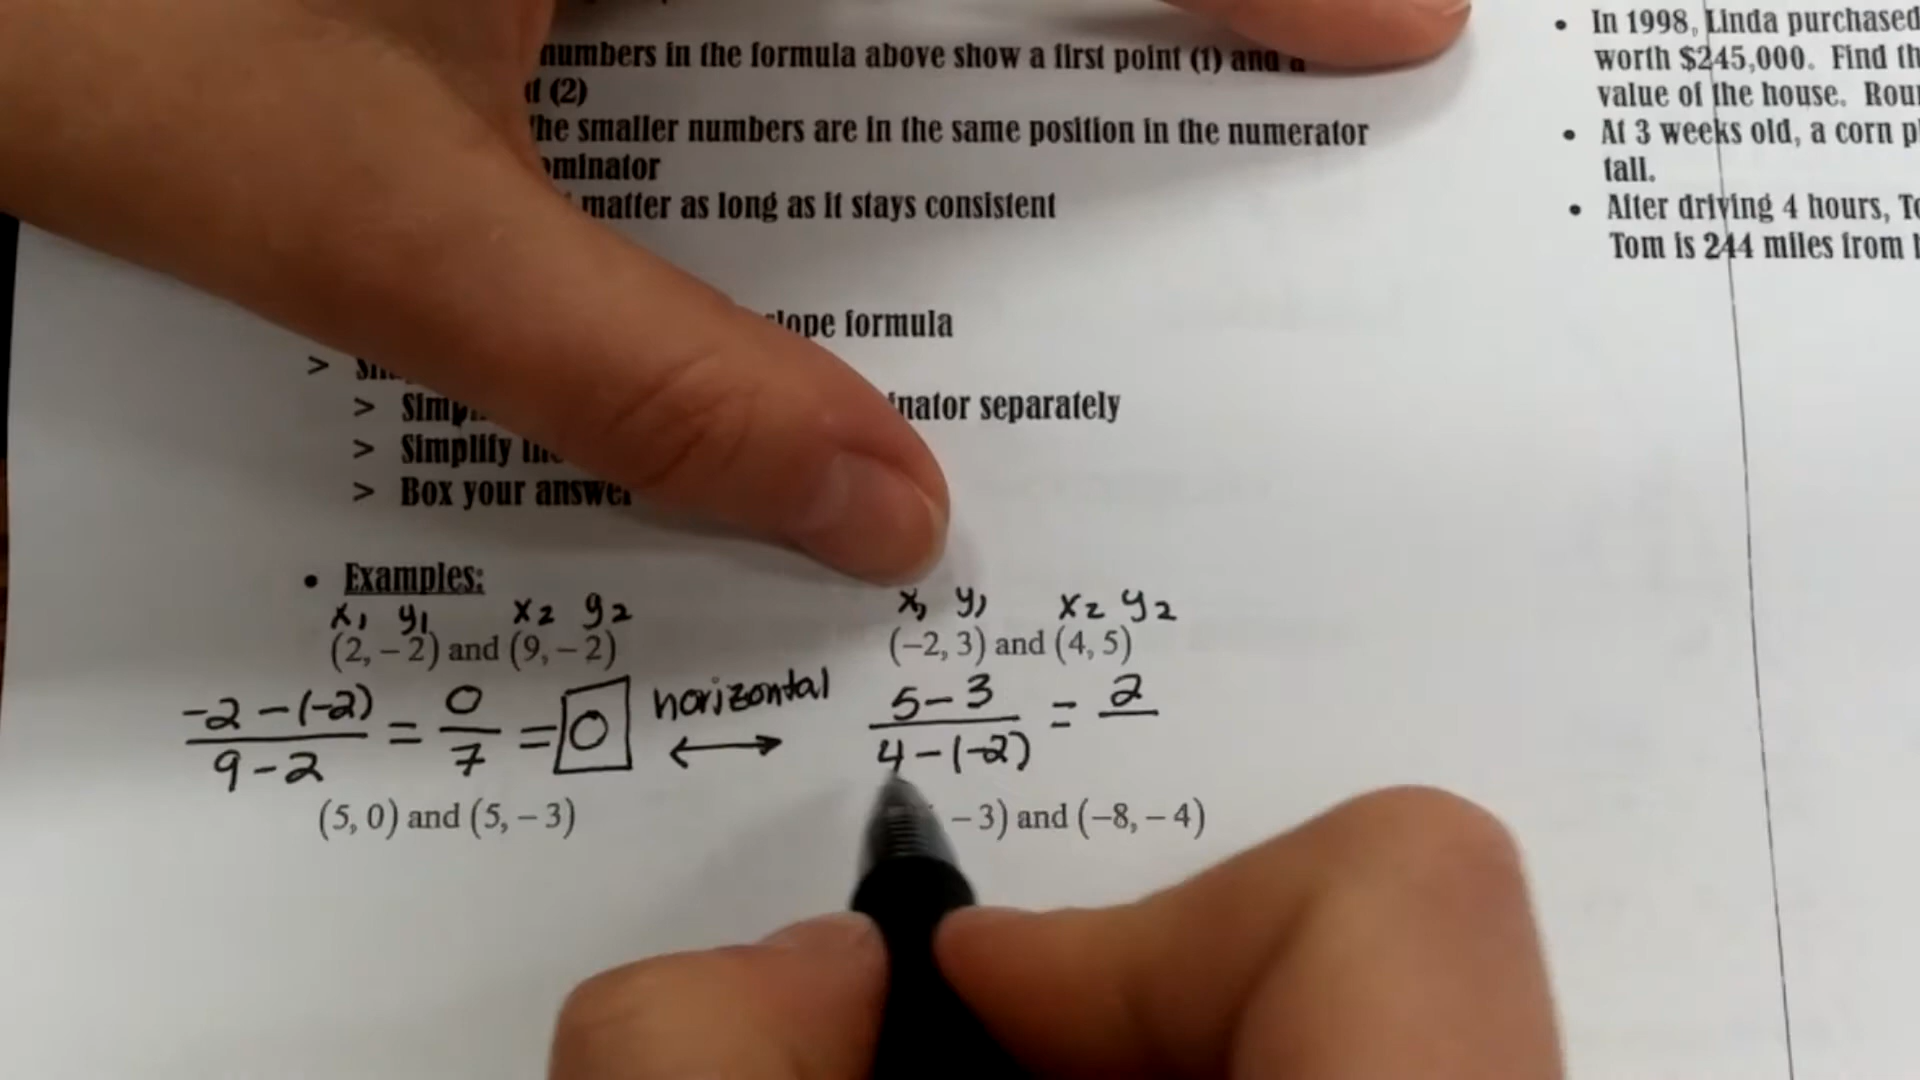 numbers in the formula above show a first point (1) and a
(2)
the smaller numbers are in the same position in the numerator
matter as long as it stays consistent
slope formula
>
> separately
> Simplify
> Box your answer
• Examples:
x₁ y₁ x₂ y₂
(2, – 2) and (9, – 2)
-2 - (-2) / 9 - 2 = 0 / 7 = 0 horizontal ↔
(5, 0) and (5, – 3)
x₁ y₁ x₂ y₂
(–2, 3) and (4, 5)
5 - 3 / 4 - (-2) = 2
– 3) and (–8, – 4)
• In 1998, Linda purchased
worth $245,000. Find th
value of the house. Rou
• At 3 weeks old, a corn p
tall.
• After driving 4 hours, To
Tom is 244 miles from